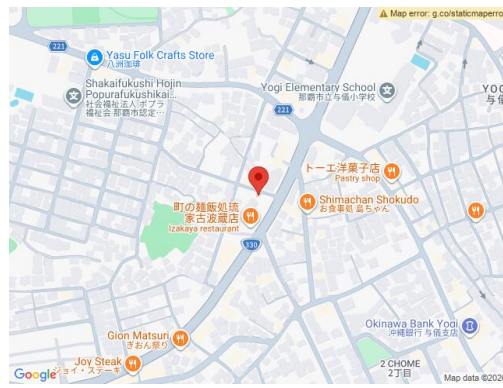 Map error: g.co/staticmaperro
221
Yasu Folk Crafts Store
八洲珈琲
Shakaifukushi Hojin
Popurafukushikai...
社会福祉法人 ポプラ
福祉会 那覇市認定…
Yogi Elementary School
那覇市立与儀小学校
YOG
与儀
221
トーエ洋菓子店
Pastry shop
Shimachan Shokudo
お食事処 島ちゃん
町の麺飯処琉
家古波蔵店
Izakaya restaurant
330
Gion Matsuri
ぎおん祭り
Joy Steak
ジョイ・ステーキ
Okinawa Bank Yogi
沖縄銀行 与儀支店
2 CHOME
2丁目
Google
Map data ©202